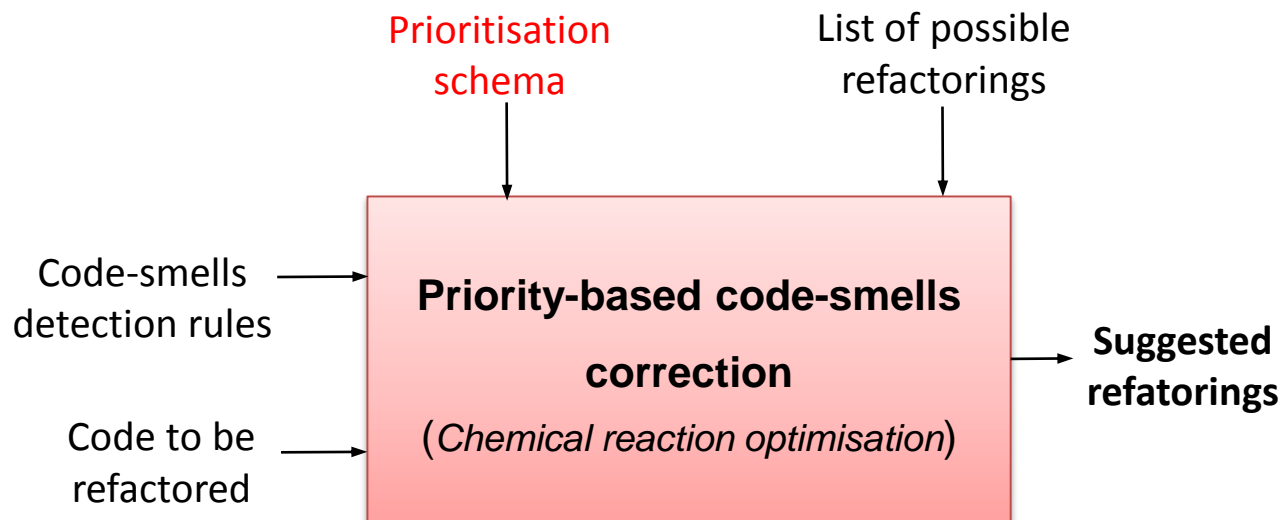 Prioritisation
schema
List of possible
refactorings
Code-smells
detection rules
Code to be
refactored
Priority-based code-smells
correction
(Chemical reaction optimisation)
Suggested
refatorings